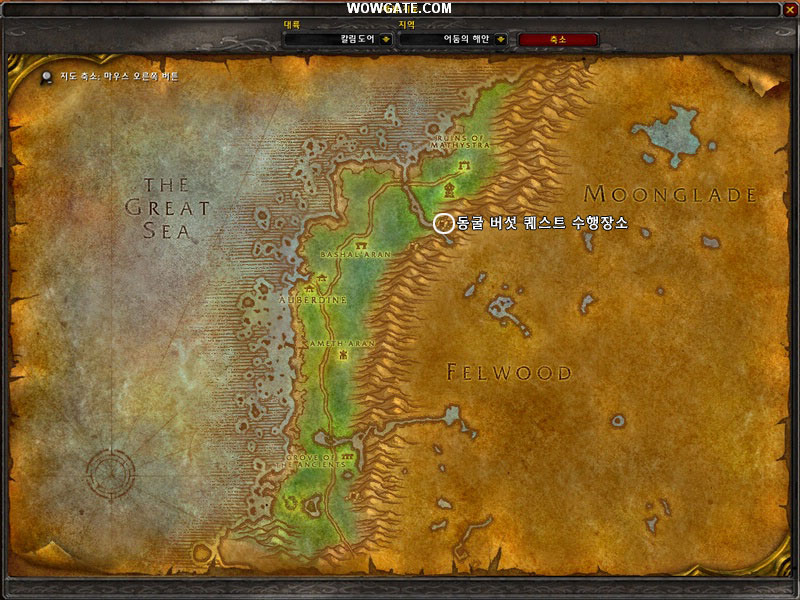 WOWGATE.COM
대륙
지역
칼림도어
어둠의 해안
축소
지도 축소: 마우스 오른쪽 버튼
RUINS OF
MATHYSTRA
THE
GREAT
SEA
MOONGLADE
동굴 버섯 퀘스트 수행장소
BASHAL'ARAN
AUBERDINE
AMETH'ARAN
FELWOOD
GROVE OF
THE ANCIENTS